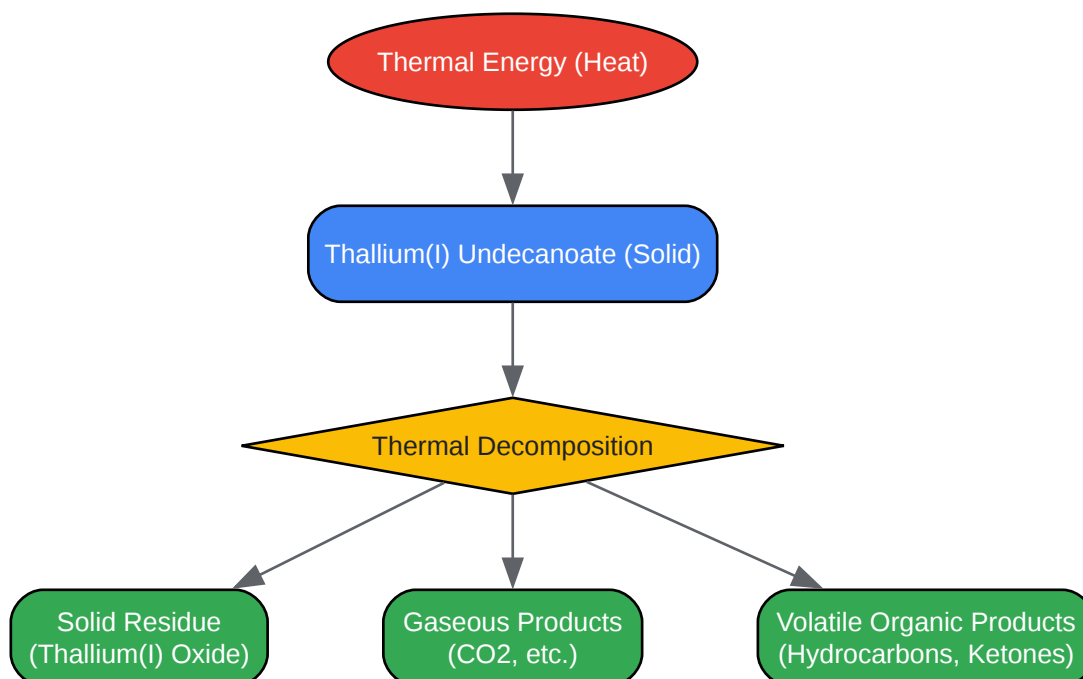 Thermal Energy (Heat)
Thallium(I) Undecanoate (Solid)
Thermal Decomposition
Solid Residue
(Thallium(I) Oxide)
Gaseous Products
(CO2, etc.)
Volatile Organic Products
(Hydrocarbons, Ketones)